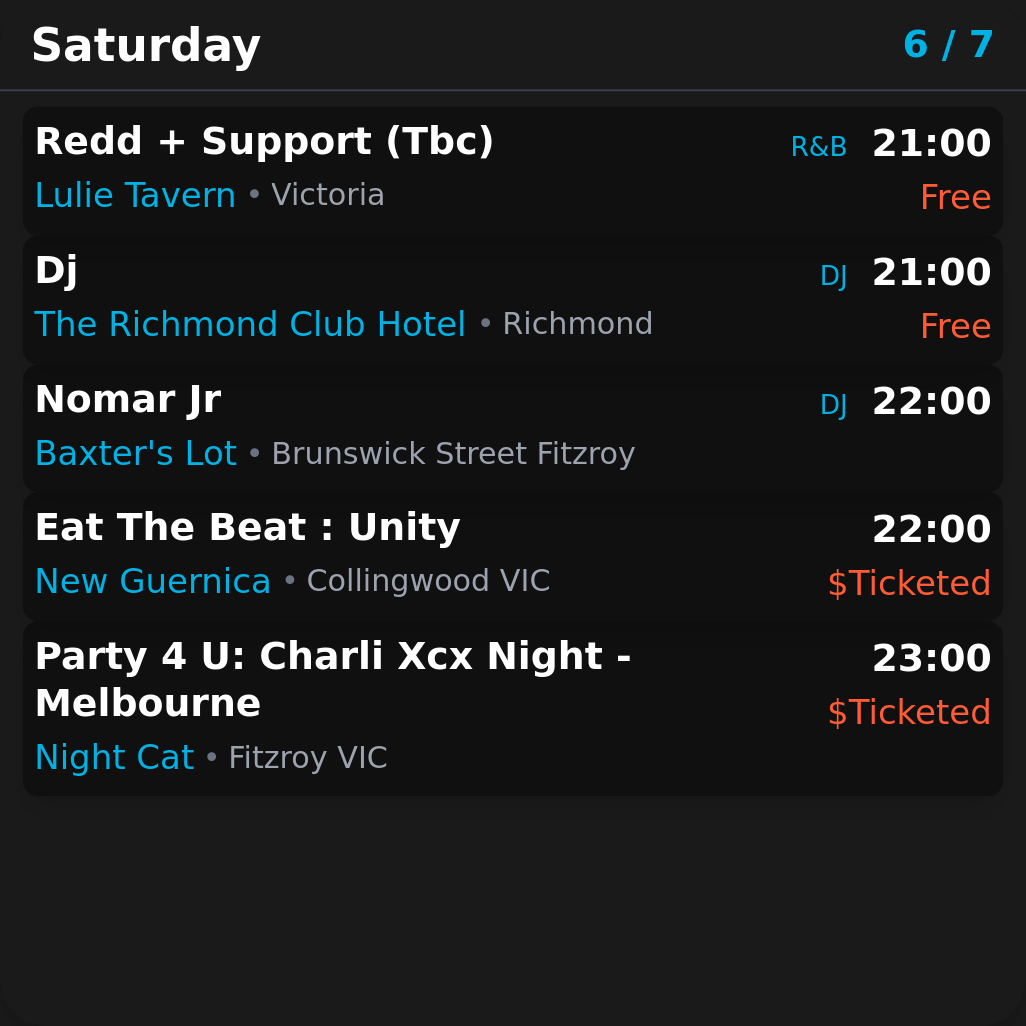 Saturday 6 / 7
Redd + Support (Tbc) R&B 21:00
Lulie Tavern • Victoria Free
Dj DJ 21:00
The Richmond Club Hotel • Richmond Free
Nomar Jr DJ 22:00
Baxter's Lot • Brunswick Street Fitzroy
Eat The Beat : Unity 22:00
New Guernica • Collingwood VIC $Ticketed
Party 4 U: Charli Xcx Night - 23:00
Melbourne $Ticketed
Night Cat • Fitzroy VIC